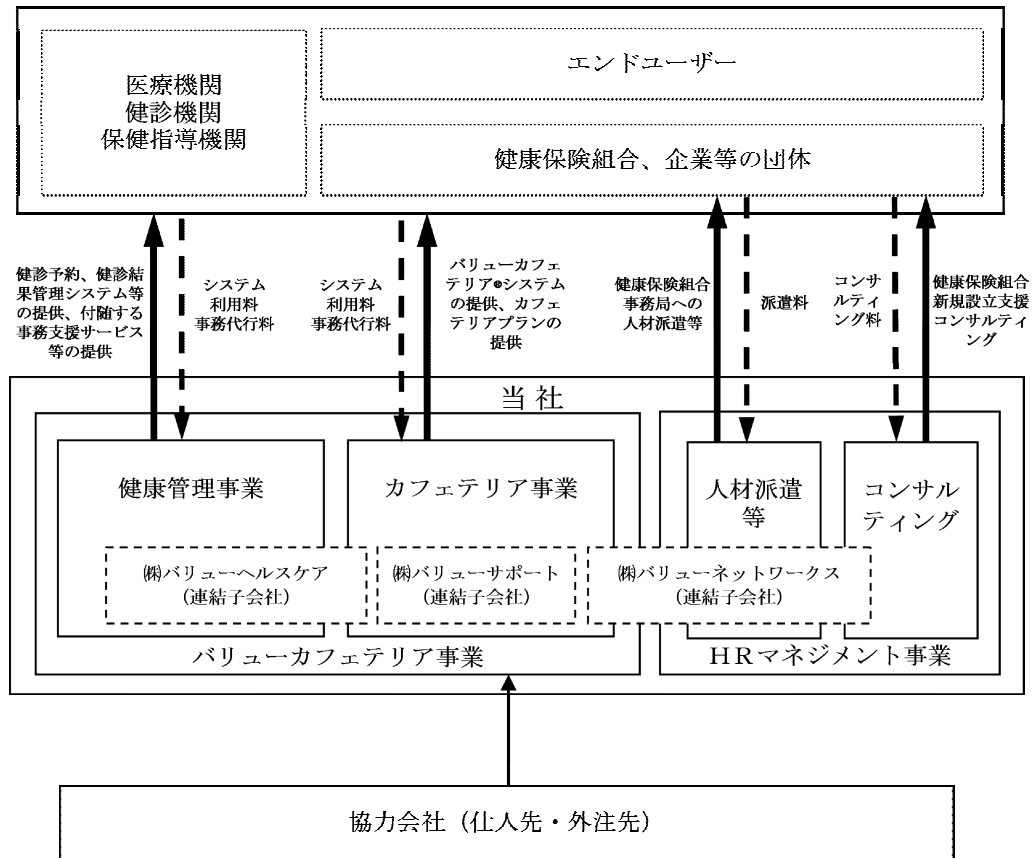 医療機関
健診機関
保健指導機関
エンドユーザー
健康保険組合、企業等の団体
健診予約、健診結
果管理システム等
の提供、付随する
事務支援サービス
等の提供
システム
利用料
事務代行料
システム
利用料
事務代行料
バリューカフェ
テリア®システム
の提供、カフェ
テリアプランの
提供
健康保険組合
事務局への
人材派遣等
派遣料
コンサ
ルティ
ング料
健康保険組合
新規設立支援
コンサルティ
ング
当社
健康管理事業
カフェテリア事業
人材派遣
等
コンサル
ティング
㈱バリューヘルスケア
（連結子会社）
㈱バリューサポート
（連結子会社）
㈱バリューネットワークス
（連結子会社）
バリューカフェテリア事業
ＨＲマネジメント事業
協力会社（仕入先・外注先）